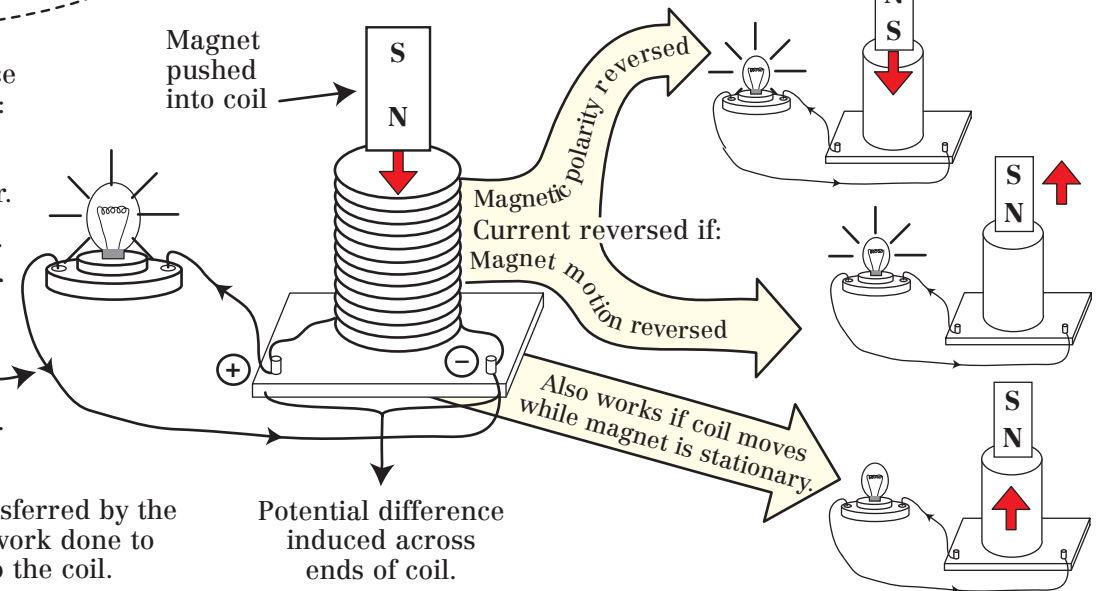 Magnet
pushed
into coil
S
N
:
r.
.
.
.
+
−
sferred by the
work done to
the coil.
Potential difference
induced across
ends of coil.
Magnetic polarity reversed
Current reversed if:
Magnet motion reversed
Also works if coil moves
while magnet is stationary.
N
S
S
N
S
N